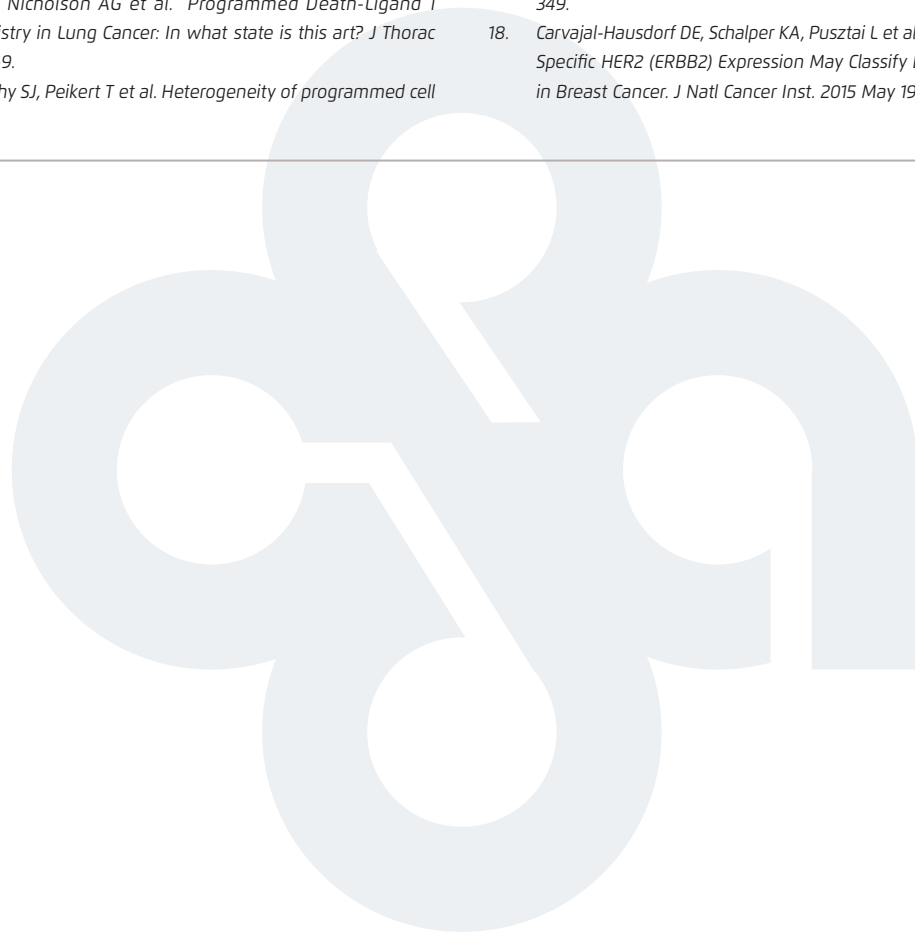 Nicholson AG et al. Programmed Death-Ligand 1
istry in Lung Cancer: In what state is this art? J Thorac
9.
hy SJ, Peikert T et al. Heterogeneity of programmed cell
349.
18. Carvajal-Hausdorf DE, Schalper KA, Pusztai L et al
Specific HER2 (ERBB2) Expression May Classify
in Breast Cancer. J Natl Cancer Inst. 2015 May 19